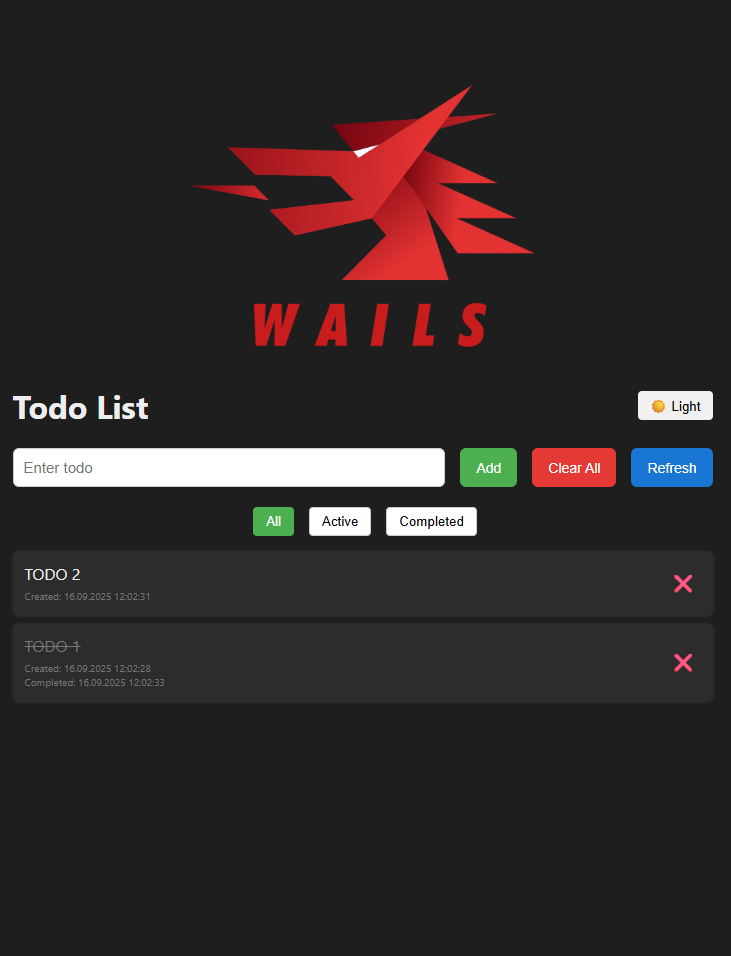 WAILS
Todo List
Light
Enter todo
Add
Clear All
Refresh
All
Active
Completed
TODO 2
Created: 16.09.2025 12:02:31
TODO 1
Created: 16.09.2025 12:02:28
Completed: 16.09.2025 12:02:33